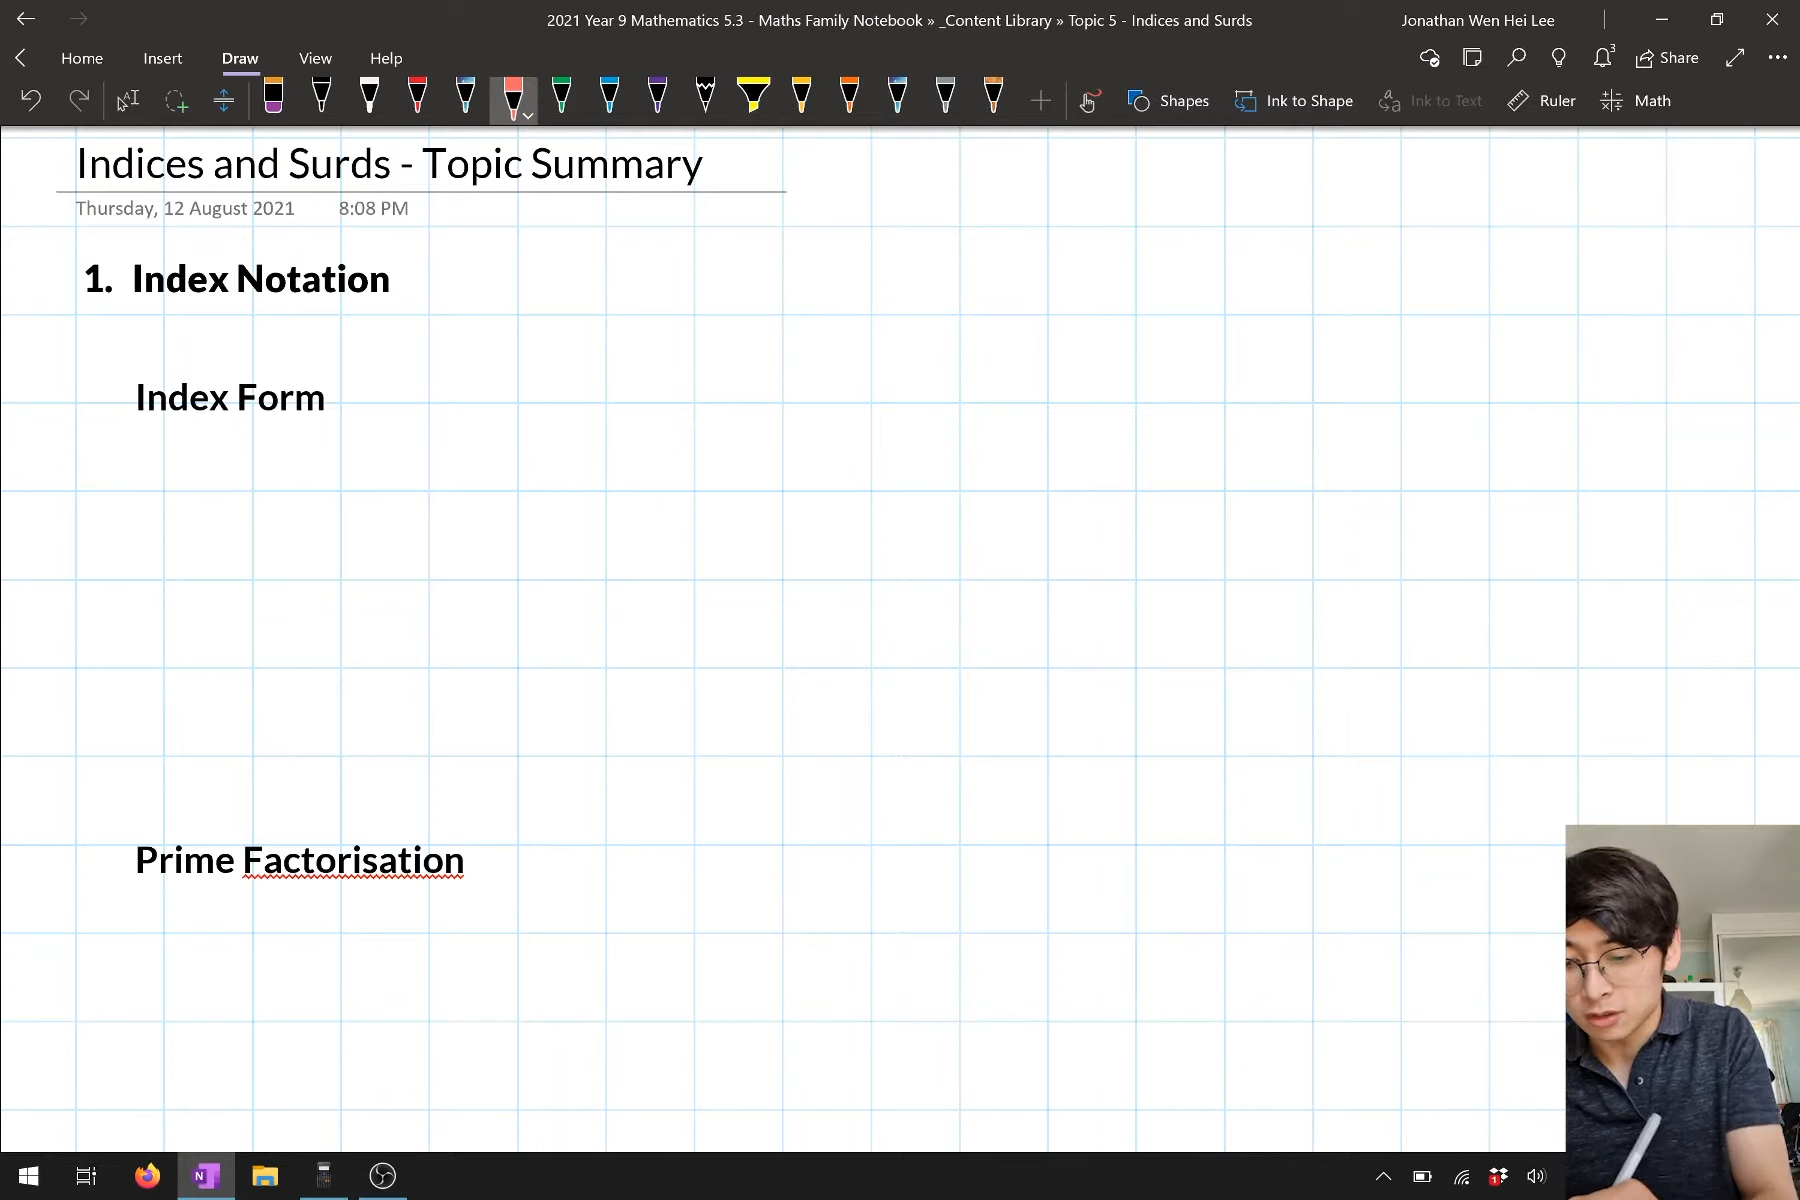 2021 Year 9 Mathematics 5.3 - Maths Family Notebook » _Content Library » Topic 5 - Indices and Surds
Jonathan Wen Hei Lee
Home Insert Draw View Help
3
Share
Shapes
Ink to Shape
Ink to Text
Ruler
Math
Indices and Surds - Topic Summary
Thursday, 12 August 2021 8:08 PM
1. Index Notation
Index Form
Prime Factorisation
N
1